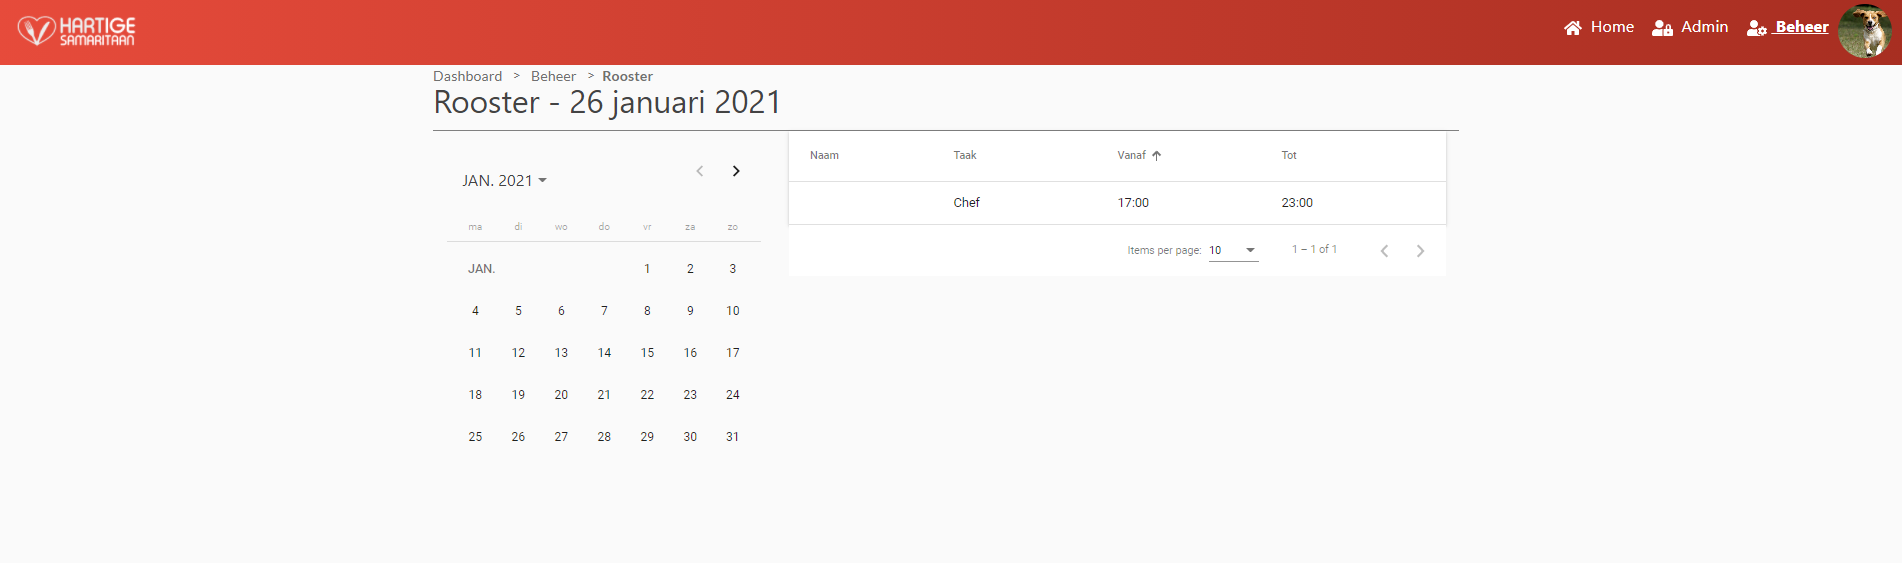 HARTIGE
SAMARITAAN
Home Admin Beheer
Dashboard > Beheer > Rooster
Rooster - 26 januari 2021
JAN. 2021
ma di wo do vr za zo
JAN. 1 2 3
4 5 6 7 8 9 10
11 12 13 14 15 16 17
18 19 20 21 22 23 24
25 26 27 28 29 30 31
Naam Taak Vanaf Tot
Chef 17:00 23:00
Items per page: 10 1 – 1 of 1